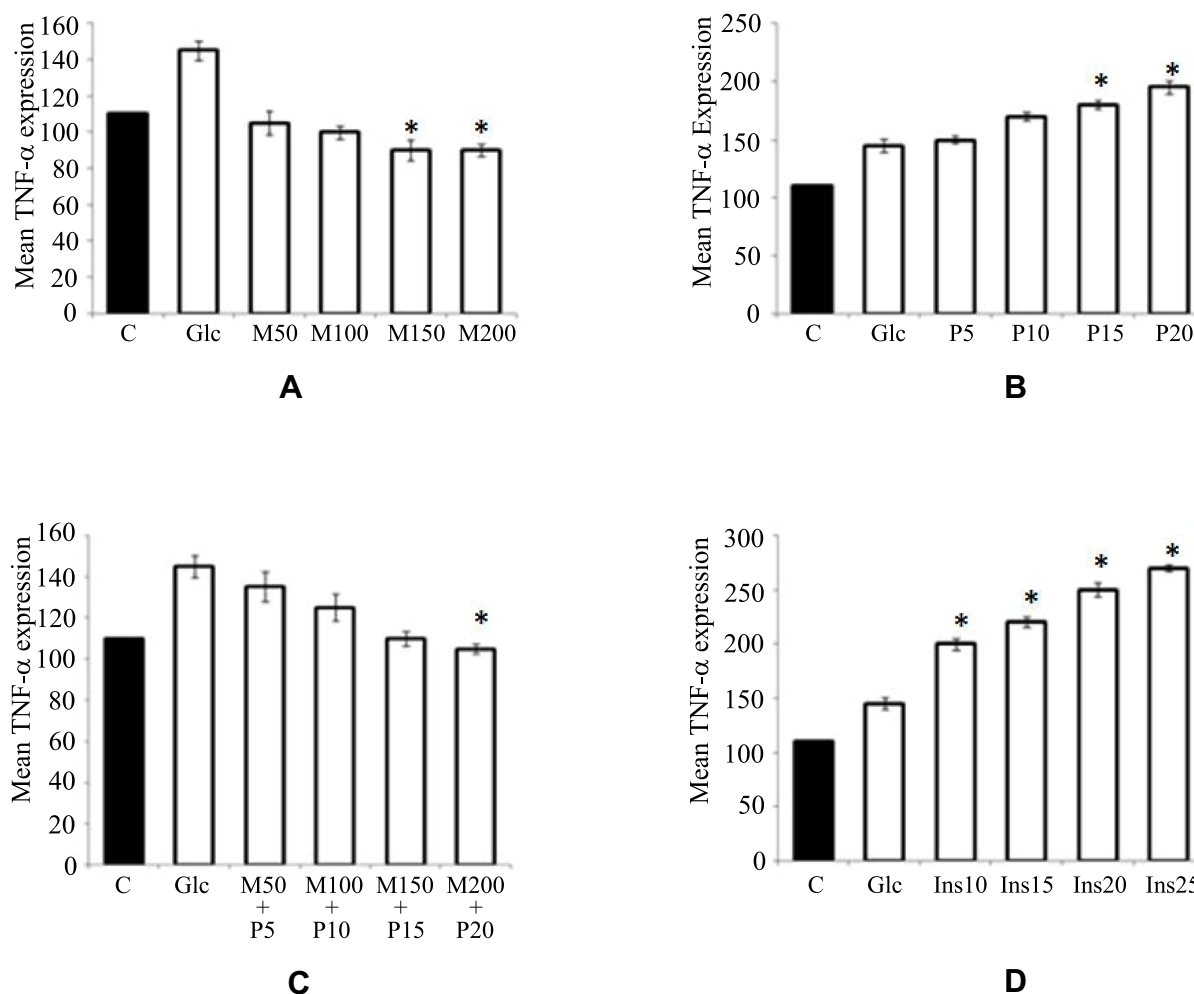 Mean TNF-α expression
160
140
120
100
80
60
40
20
0
*
*
C Glc M50 M100 M150 M200
A
Mean TNF-α Expression
250
200
150
100
50
0
*
*
C Glc P5 P10 P15 P20
B
Mean TNF-α expression
160
140
120
100
80
60
40
20
0
*
C Glc M50 M100 M150 M200
+ + + +
P5 P10 P15 P20
C
Mean TNF-α expression
300
250
200
150
100
50
0
*
*
*
*
C Glc Ins10 Ins15 Ins20 Ins25
D